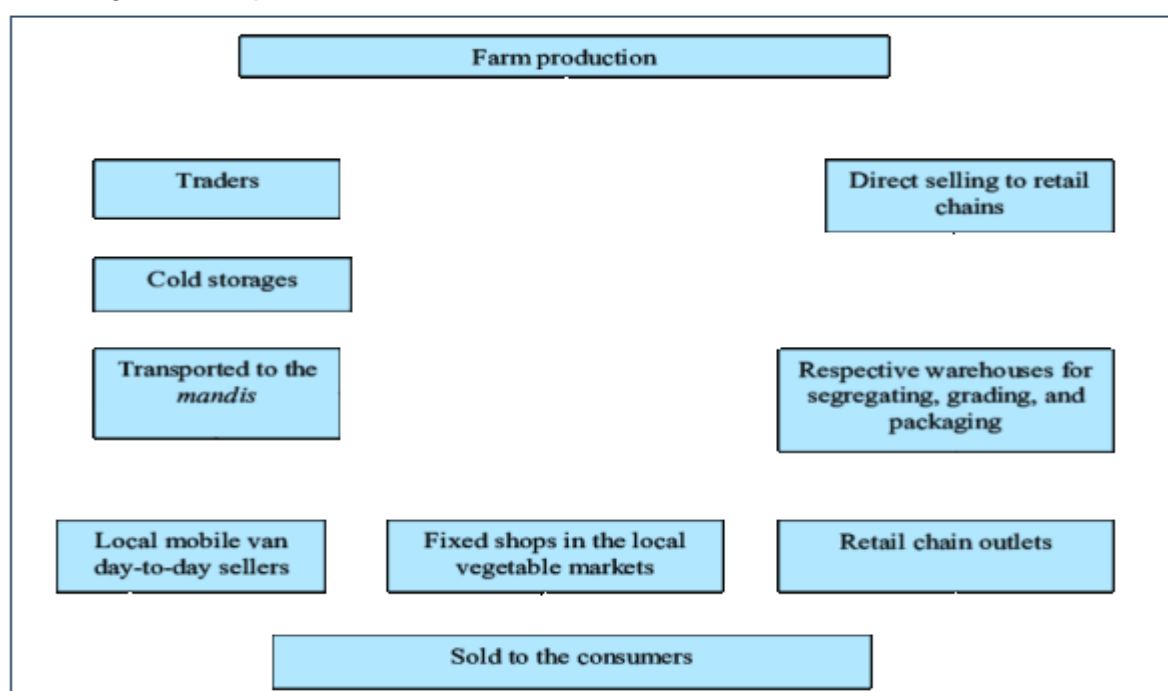 Farm production
Traders
Direct selling to retail
chains
Cold storages
Transported to the
mandis
Respective warehouses for
segregating, grading, and
packaging
Local mobile van
day-to-day sellers
Fixed shops in the local
vegetable markets
Retail chain outlets
Sold to the consumers